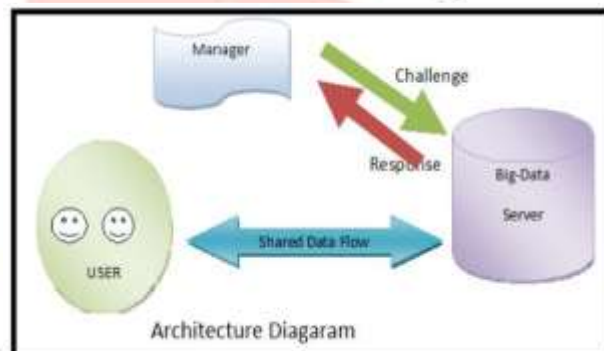 Manager
Challenge
Response
Big-Data
Server
USER
Shared Data Flow
Architecture Diagaram